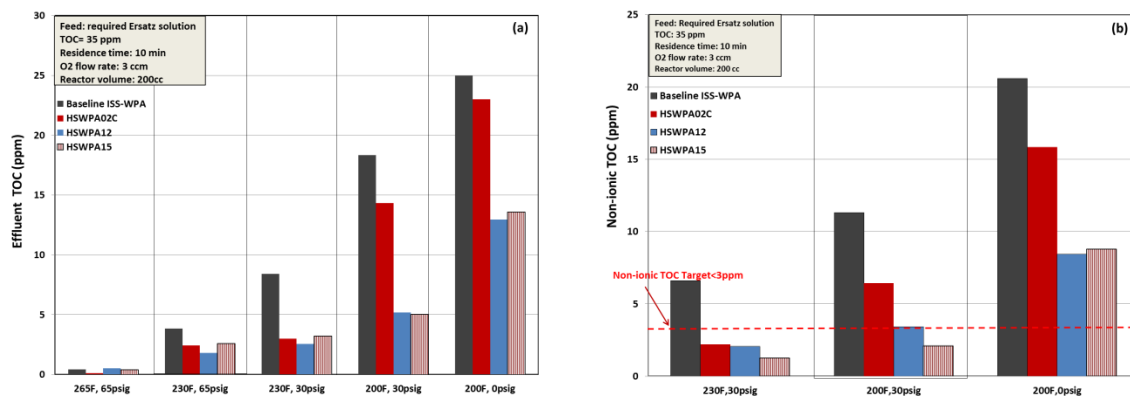 (a)
Feed: Required Ersatz solution
TOC= 35 ppm
Residence time: 10 min
O2 flow rate: 3 ccm
Reactor volume: 200cc
Baseline ISS-WPA
HSWPA02C
HSWPA12
HSWPA15
Effluent TOC (ppm)
30
25
20
15
10
5
0
265F, 65psig
230F, 65psig
230F, 30psig
200F, 30psig
200F, 0psig
(b)
Feed: Required Ersatz solution
TOC: 35 ppm
Residence time: 10 min
O2 flow rate: 3 ccm
Reactor volume: 200 cc
Baseline ISS-WPA
HSWPA02C
HSWPA12
HSWPA15
Non-ionic TOC (ppm)
25
20
15
10
5
0
Non-ionic TOC Target<3ppm
230F,30psig
200F,30psig
200F,0psig